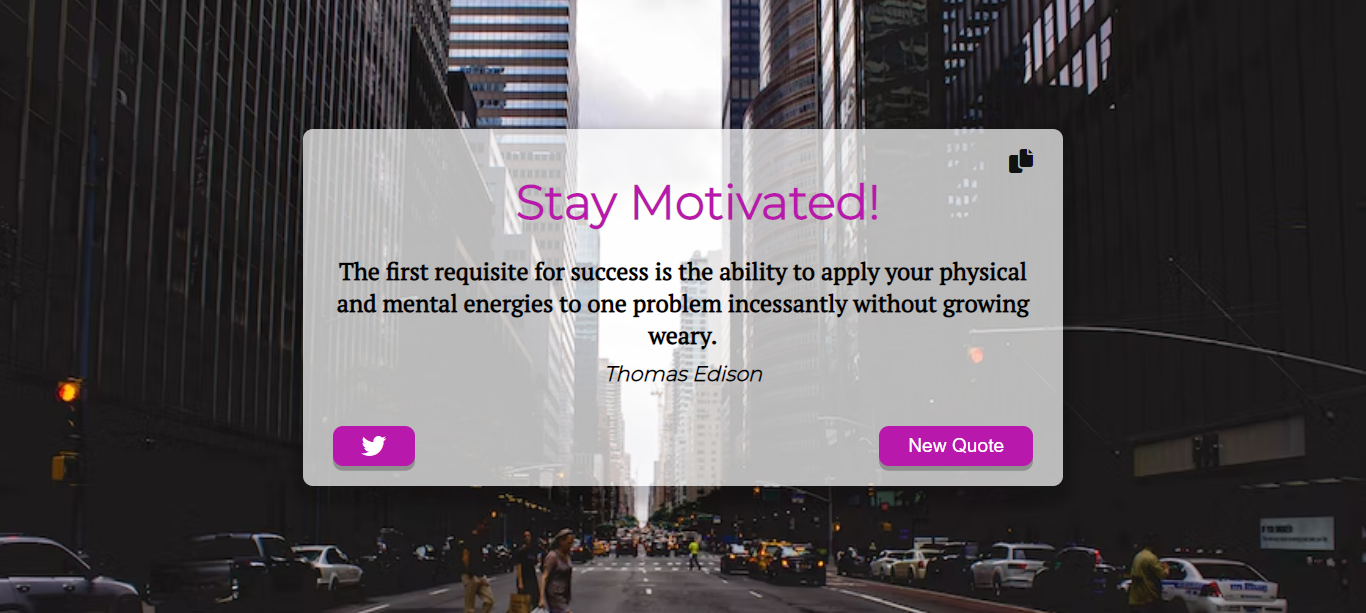 Stay Motivated!
The first requisite for success is the ability to apply your physical
and mental energies to one problem incessantly without growing
weary.
Thomas Edison
New Quote